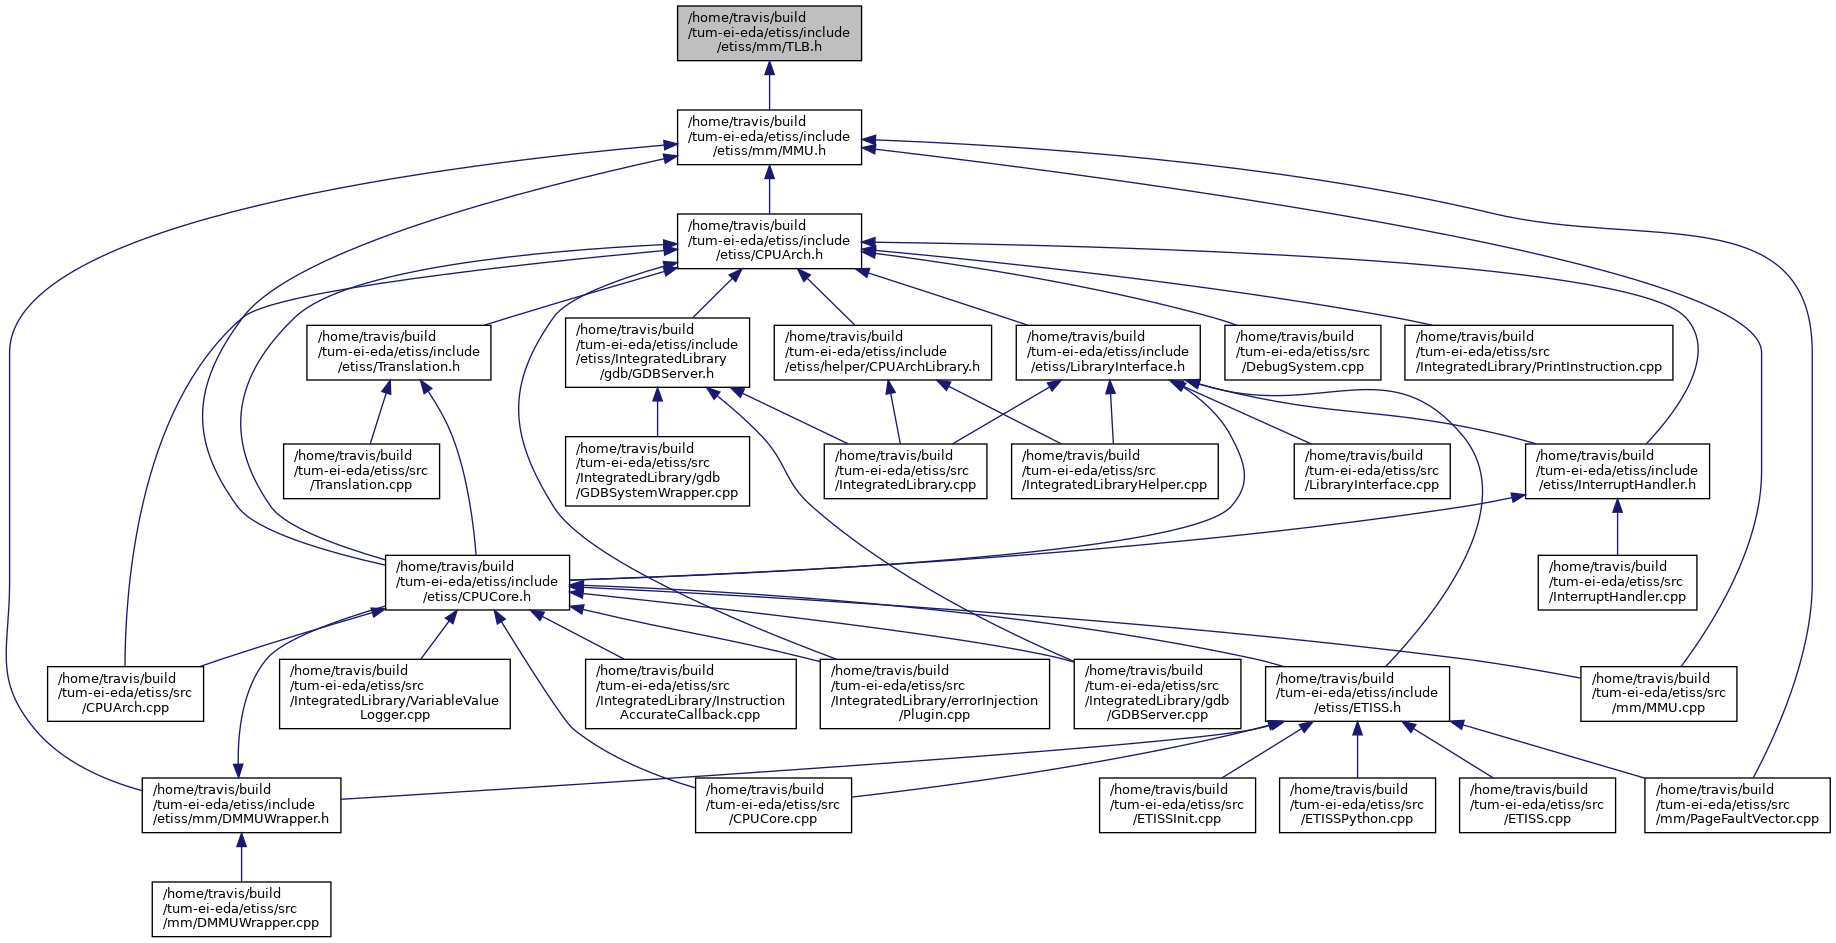 /home/travis/build
/tum-ei-eda/etiss/include
/etiss/mm/TLB.h
/home/travis/build
/tum-ei-eda/etiss/include
/etiss/mm/MMU.h
/home/travis/build
/tum-ei-eda/etiss/include
/etiss/CPUArch.h
/home/travis/build
/tum-ei-eda/etiss/include
/etiss/Translation.h
/home/travis/build
/tum-ei-eda/etiss/include
/etiss/IntegratedLibrary
/gdb/GDBServer.h
/home/travis/build
/tum-ei-eda/etiss/include
/etiss/helper/CPUArchLibrary.h
/home/travis/build
/tum-ei-eda/etiss/include
/etiss/LibraryInterface.h
/home/travis/build
/tum-ei-eda/etiss/src
/DebugSystem.cpp
/home/travis/build
/tum-ei-eda/etiss/src
/IntegratedLibrary/PrintInstruction.cpp
/home/travis/build
/tum-ei-eda/etiss/src
/Translation.cpp
/home/travis/build
/tum-ei-eda/etiss/src
/IntegratedLibrary/gdb
/GDBSystemWrapper.cpp
/home/travis/build
/tum-ei-eda/etiss/src
/IntegratedLibrary.cpp
/home/travis/build
/tum-ei-eda/etiss/src
/IntegratedLibraryHelper.cpp
/home/travis/build
/tum-ei-eda/etiss/src
/LibraryInterface.cpp
/home/travis/build
/tum-ei-eda/etiss/include
/etiss/InterruptHandler.h
/home/travis/build
/tum-ei-eda/etiss/include
/etiss/CPUCore.h
/home/travis/build
/tum-ei-eda/etiss/src
/InterruptHandler.cpp
/home/travis/build
/tum-ei-eda/etiss/src
/CPUArch.cpp
/home/travis/build
/tum-ei-eda/etiss/src
/IntegratedLibrary/VariableValue
Logger.cpp
/home/travis/build
/tum-ei-eda/etiss/src
/IntegratedLibrary/Instruction
AccurateCallback.cpp
/home/travis/build
/tum-ei-eda/etiss/src
/IntegratedLibrary/errorInjection
/Plugin.cpp
/home/travis/build
/tum-ei-eda/etiss/src
/IntegratedLibrary/gdb
/GDBServer.cpp
/home/travis/build
/tum-ei-eda/etiss/include
/etiss/ETISS.h
/home/travis/build
/tum-ei-eda/etiss/src
/mm/MMU.cpp
/home/travis/build
/tum-ei-eda/etiss/include
/etiss/mm/DMMUWrapper.h
/home/travis/build
/tum-ei-eda/etiss/src
/CPUCore.cpp
/home/travis/build
/tum-ei-eda/etiss/src
/ETISSInit.cpp
/home/travis/build
/tum-ei-eda/etiss/src
/ETISSPython.cpp
/home/travis/build
/tum-ei-eda/etiss/src
/ETISS.cpp
/home/travis/build
/tum-ei-eda/etiss/src
/mm/PageFaultVector.cpp
/home/travis/build
/tum-ei-eda/etiss/src
/mm/DMMUWrapper.cpp